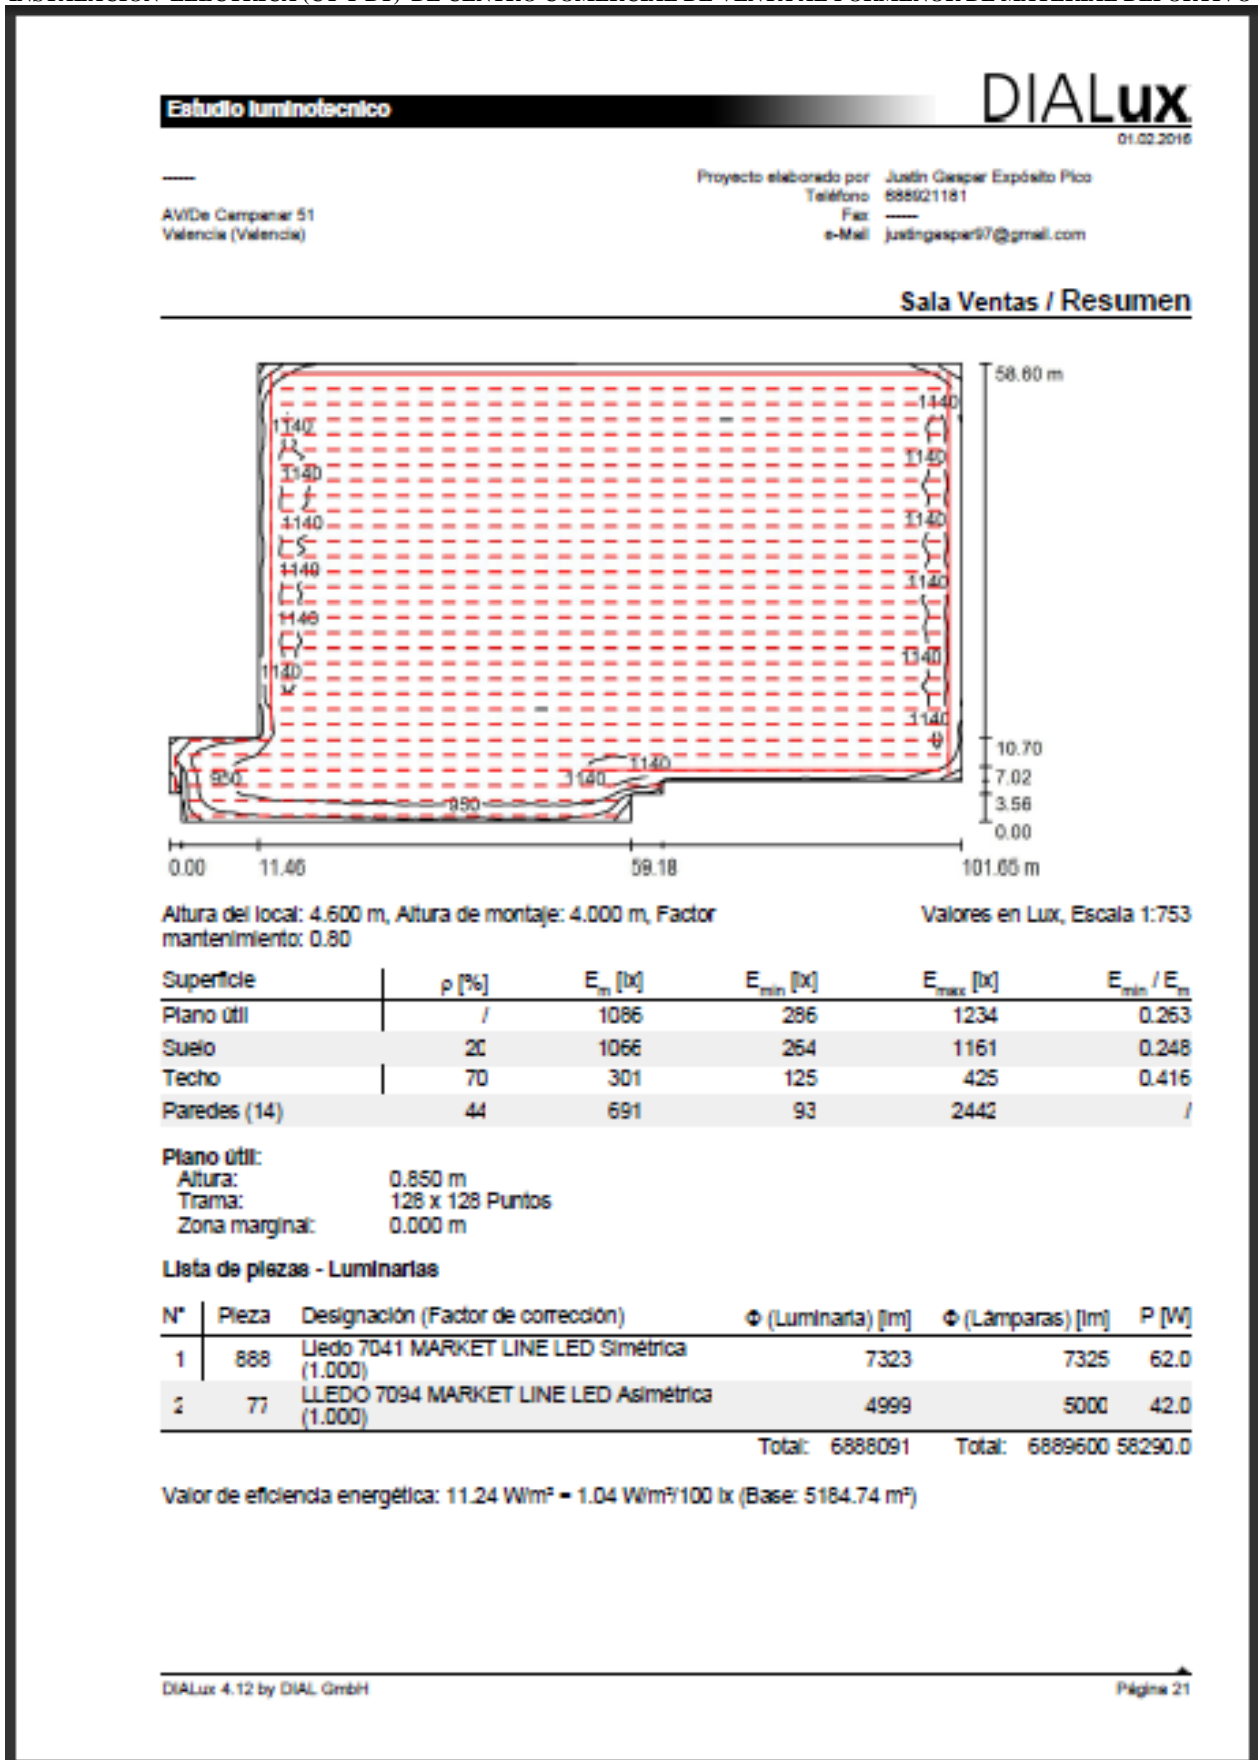 Estudio luminotecnico
DIALux
01.02.2016
------
Proyecto elaborado por Justin Gaspar Expósito Pico
Teléfono 688921181
AV/De Campanar 51
Fax ------
Valencia (Valencia)
e-Mail justingaspar97@gmail.com
Sala Ventas / Resumen
58.60 m
1140
1140
1140
1140
1140
1140
1140
1140
1140
1140
1140
1140
10.70
1140
950
1140
7.02
950
3.56
0.00
0.00 11.46 59.18 101.65 m
Altura del local: 4.600 m, Altura de montaje: 4.000 m, Factor
mantenimiento: 0.80
Valores en Lux, Escala 1:753
Superficie ρ [%] Em [lx] Emin [lx] Emax [lx] Emin / Em
Plano útil / 1086 286 1234 0.263
Suelo 20 1066 264 1161 0.248
Techo 70 301 125 425 0.416
Paredes (14) 44 691 93 2442 /
Plano útil:
Altura: 0.850 m
Trama: 128 x 128 Puntos
Zona marginal: 0.000 m
Lista de piezas - Luminarias
N° Pieza Designación (Factor de corrección) Φ (Luminaria) [lm] Φ (Lámparas) [lm] P [W]
1 888 Lledo 7041 MARKET LINE LED Simétrica
(1.000) 7323 7325 62.0
2 77 LLEDO 7094 MARKET LINE LED Asimétrica
(1.000) 4999 5000 42.0
Total: 6888091 Total: 6889600 58290.0
Valor de eficiencia energética: 11.24 W/m² = 1.04 W/m²/100 lx (Base: 5184.74 m²)
DIALux 4.12 by DIAL GmbH
Página 21